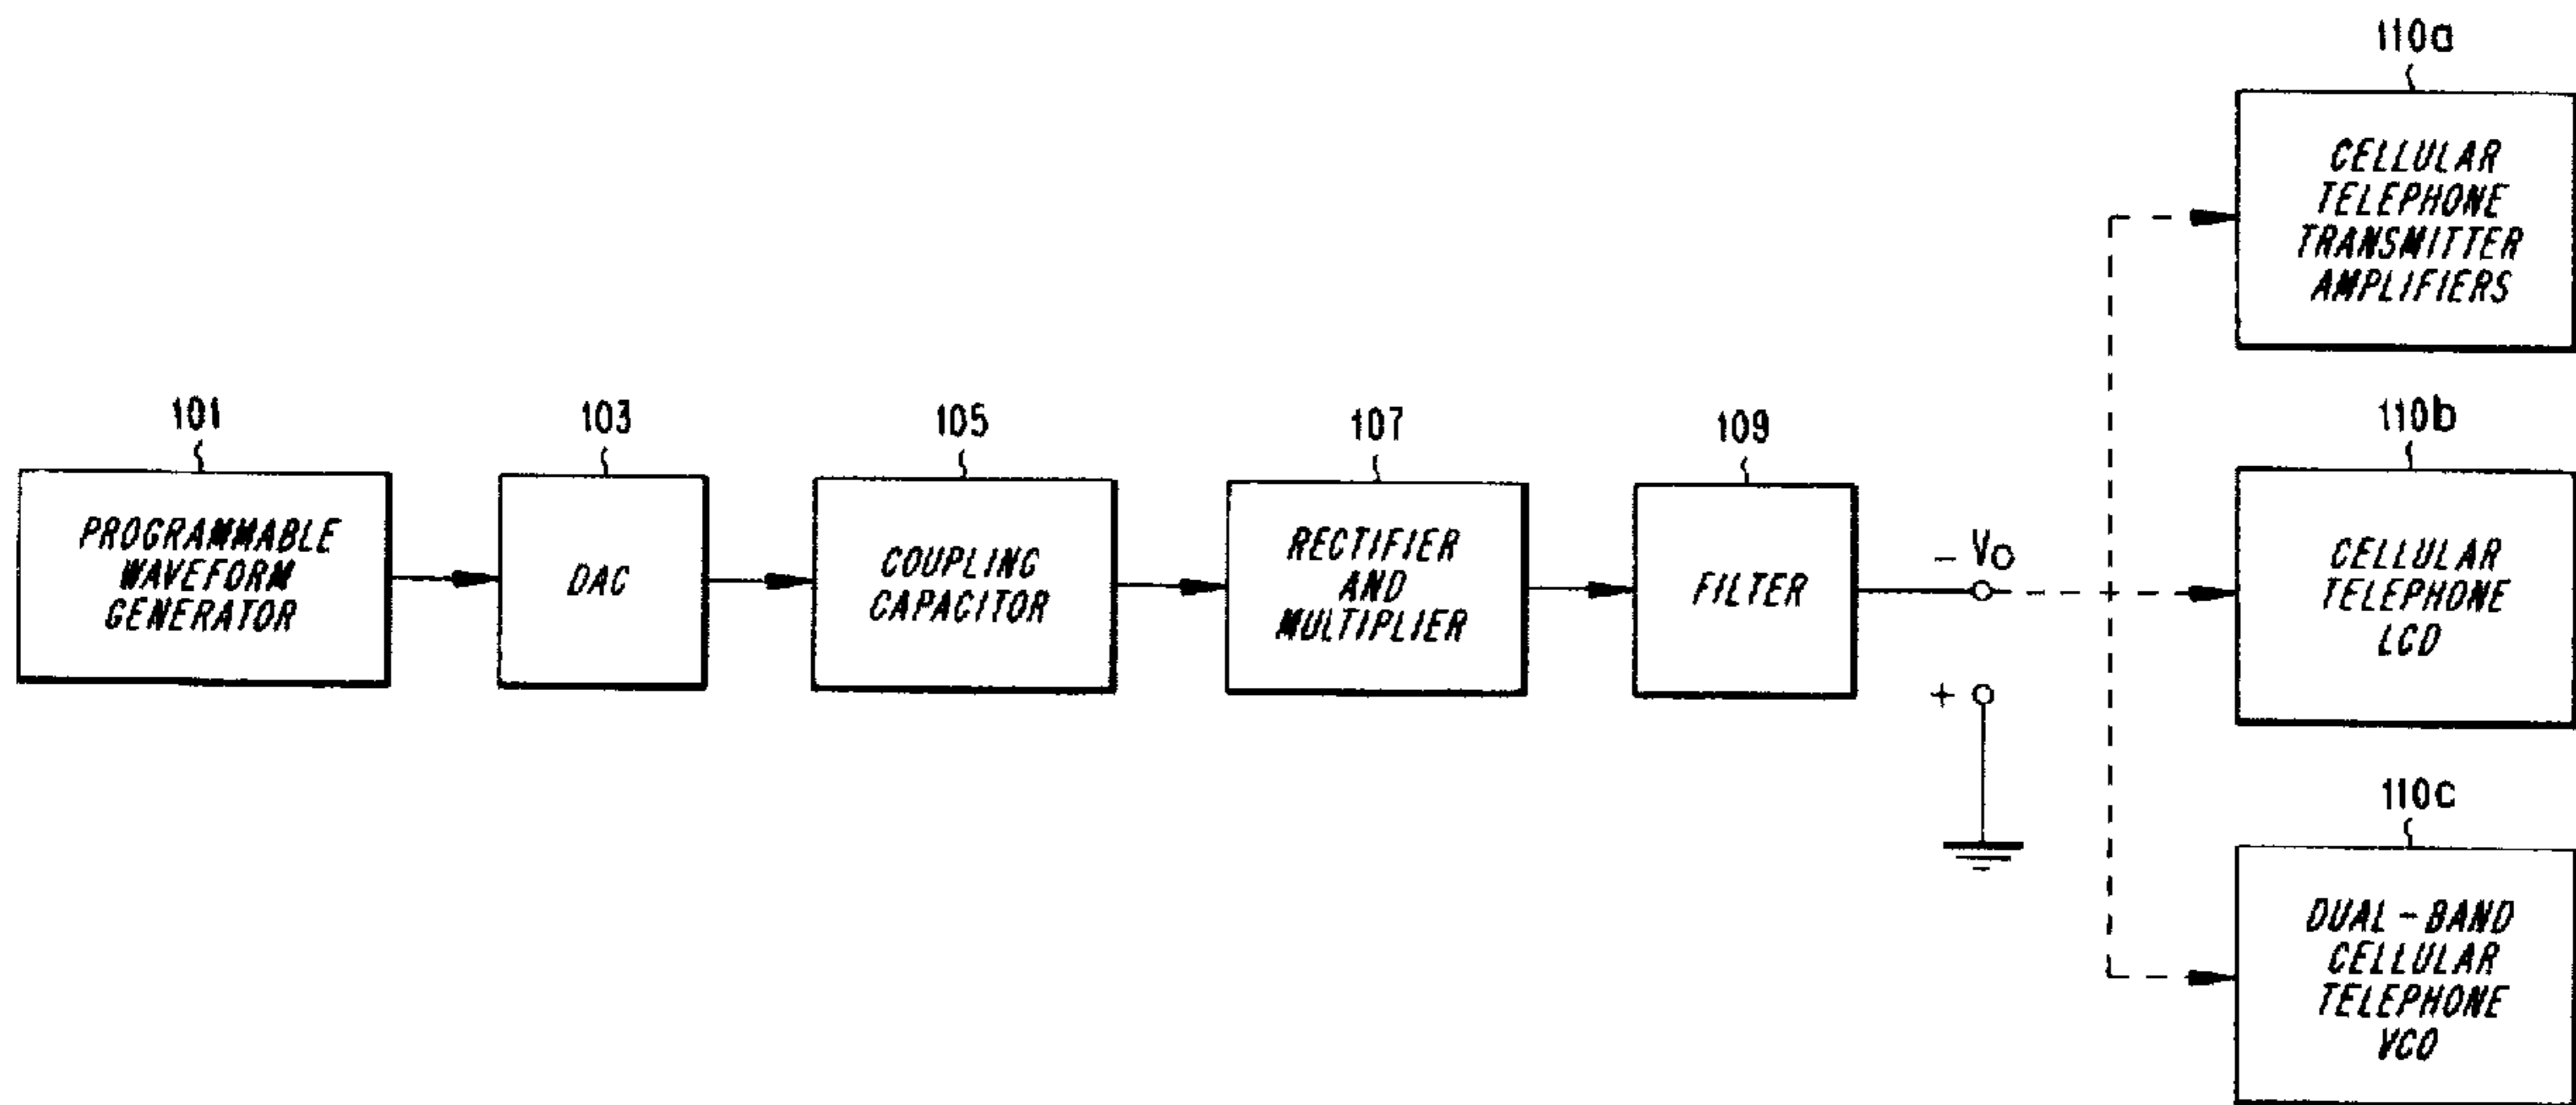 110a
CELLULAR
TELEPHONE
TRANSMITTER
AMPLIFIERS
101
PROGRAMMABLE
WAVEFORM
GENERATOR
103
DAC
105
COUPLING
CAPACITOR
107
RECTIFIER
AND
MULTIPLIER
109
FILTER
- Vo
+
110b
CELLULAR
TELEPHONE
LCD
110c
DUAL-BAND
CELLULAR
TELEPHONE
VCO